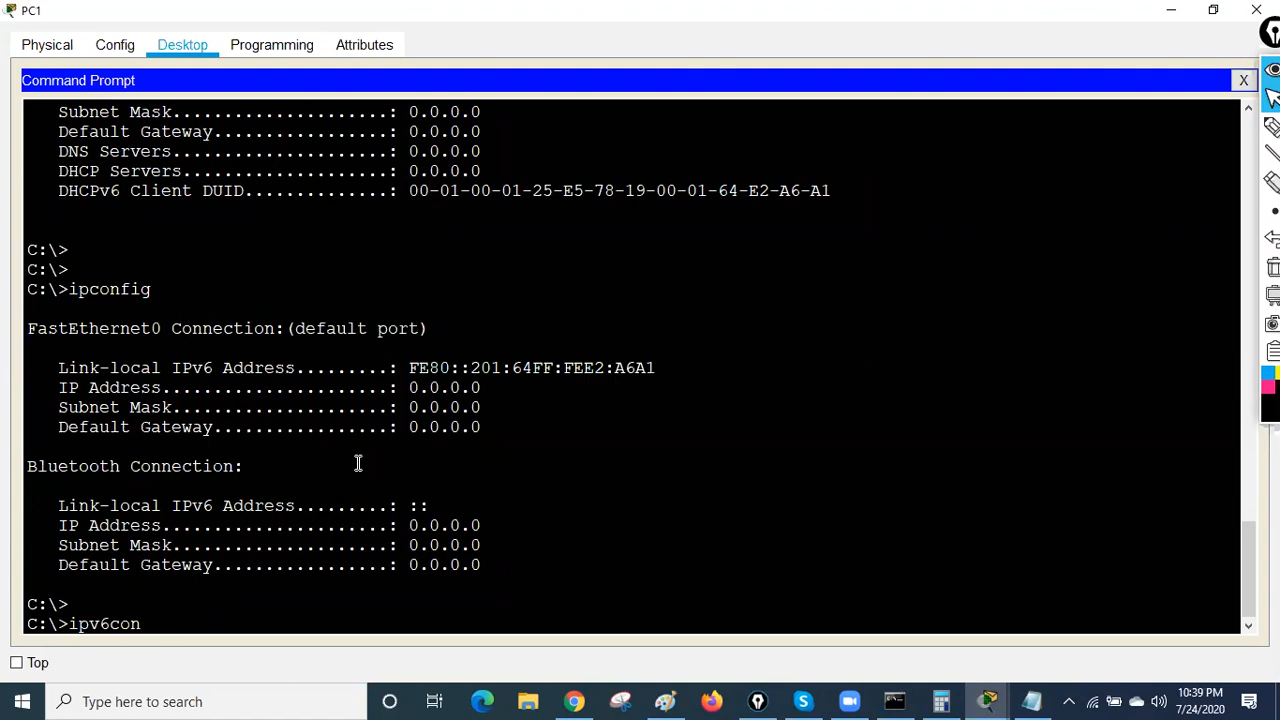 PC1
Physical Config Desktop Programming Attributes
Command Prompt X
Subnet Mask.....................: 0.0.0.0
Default Gateway.................: 0.0.0.0
DNS Servers.....................: 0.0.0.0
DHCP Servers....................: 0.0.0.0
DHCPv6 Client DUID..............: 00-01-00-01-25-E5-78-19-00-01-64-E2-A6-A1
C:\>
C:\>
C:\>ipconfig
FastEthernet0 Connection:(default port)
Link-local IPv6 Address.........: FE80::201:64FF:FEE2:A6A1
IP Address......................: 0.0.0.0
Subnet Mask.....................: 0.0.0.0
Default Gateway.................: 0.0.0.0
Bluetooth Connection:
Link-local IPv6 Address.........: ::
IP Address......................: 0.0.0.0
Subnet Mask.....................: 0.0.0.0
Default Gateway.................: 0.0.0.0
C:\>
C:\>ipv6con
Top
Type here to search
10:39 PM
7/24/2020